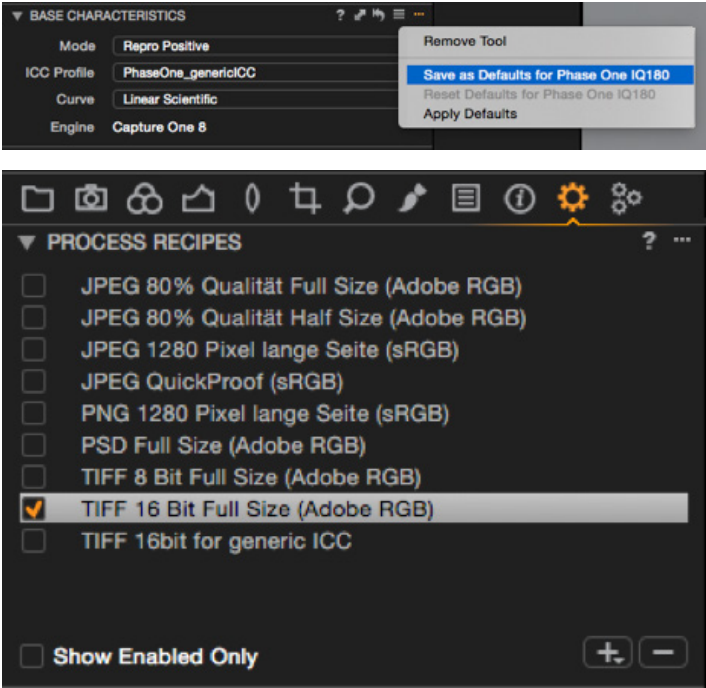 BASE CHARACTERISTICS ?
Mode Repro Positive
ICC Profile PhaseOne_genericICC
Curve Linear Scientific
Engine Capture One 8
Remove Tool
Save as Defaults for Phase One IQ180
Reset Defaults for Phase One IQ180
Apply Defaults
PROCESS RECIPES ?
JPEG 80% Qualität Full Size (Adobe RGB)
JPEG 80% Qualität Half Size (Adobe RGB)
JPEG 1280 Pixel lange Seite (sRGB)
JPEG QuickProof (sRGB)
PNG 1280 Pixel lange Seite (sRGB)
PSD Full Size (Adobe RGB)
TIFF 8 Bit Full Size (Adobe RGB)
TIFF 16 Bit Full Size (Adobe RGB)
TIFF 16bit for generic ICC
Show Enabled Only